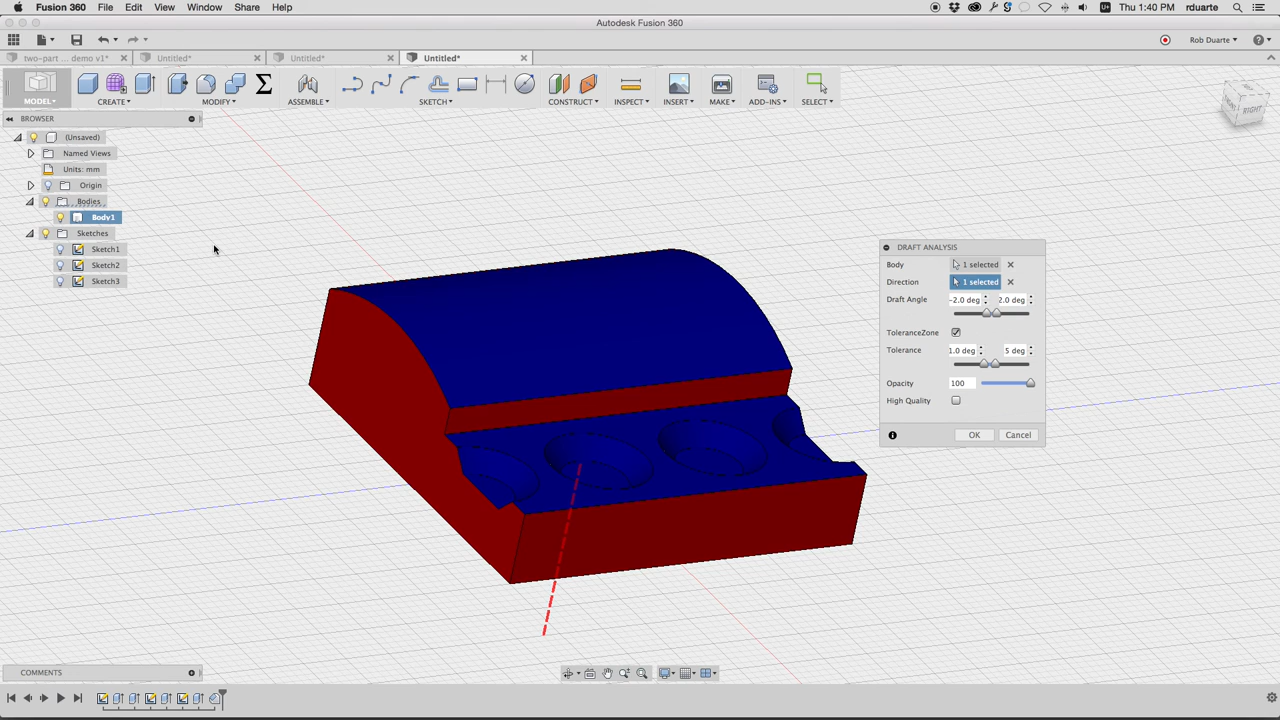 Fusion 360 File Edit View Window Share Help Thu 1:40 PM rduarte
Autodesk Fusion 360
Rob Duarte
two-part ... demo v1* Untitled* Untitled* Untitled*
MODEL CREATE MODIFY ASSEMBLE SKETCH CONSTRUCT INSPECT INSERT MAKE ADD-INS SELECT
BROWSER
(Unsaved)
Named Views
Units: mm
Origin
Bodies
Body1
Sketches
Sketch1
Sketch2
Sketch3
RIGHT
DRAFT ANALYSIS
Body 1 selected
Direction 1 selected
Draft Angle -2.0 deg 2.0 deg
ToleranceZone
Tolerance 1.0 deg 5 deg
Opacity 100
High Quality
OK Cancel
COMMENTS